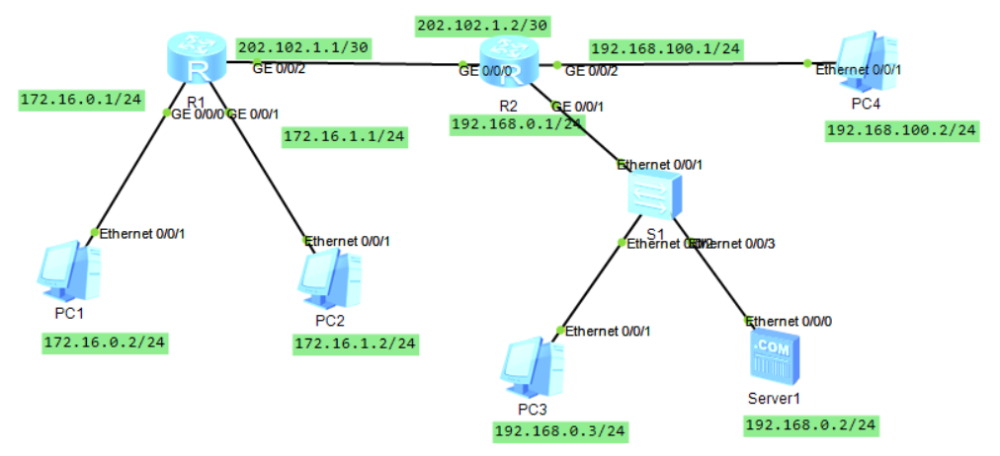 202.102.1.2/30
202.102.1.1/30
192.168.100.1/24
GE 0/0/2
GE 0/0/0
GE 0/0/2
Ethernet 0/0/1
R
R
R1
R2
PC4
172.16.0.1/24
GE 0/0/0
GE 0/0/1
GE 0/0/1
192.168.0.1/24
172.16.1.1/24
192.168.100.2/24
Ethernet 0/0/1
S1
Ethernet 0/0/1
Ethernet 0/0/1
Ethernet 0/0/2
Ethernet 0/0/3
PC1
PC2
172.16.0.2/24
172.16.1.2/24
Ethernet 0/0/1
Ethernet 0/0/0
.COM
PC3
Server1
192.168.0.3/24
192.168.0.2/24